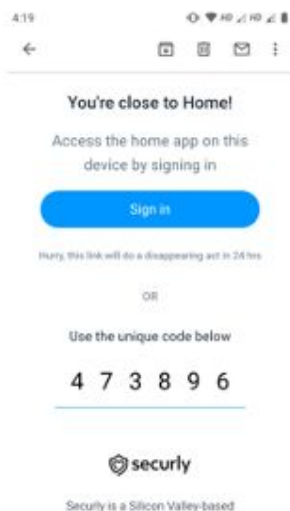 4:19
HD HD
You're close to Home!
Access the home app on this
device by signing in
Sign in
Hurry, this link will do a disappearing act in 24 hrs
OR
Use the unique code below
4 7 3 8 9 6
securly
Securly is a Silicon Valley-based